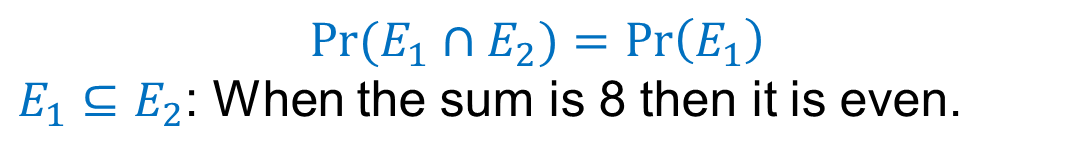 Pr(E₁ ∩ E₂) = Pr(E₁)
E₁ ⊆ E₂: When the sum is 8 then it is even.